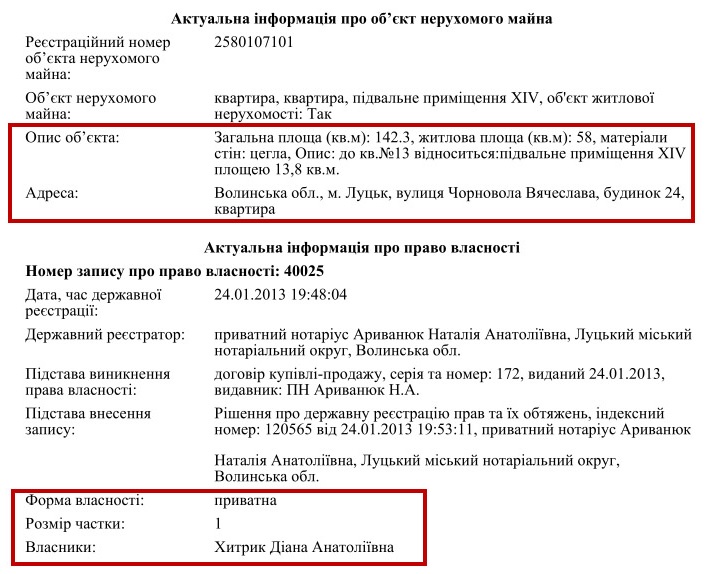 Актуальна інформація про об’єкт нерухомого майна
Реєстраційний номер об’єкта нерухомого майна: 2580107101
Об’єкт нерухомого майна: квартира, квартира, підвальне приміщення XIV, об'єкт житлової нерухомості: Так
Опис об’єкта: Загальна площа (кв.м): 142.3, житлова площа (кв.м): 58, матеріали стін: цегла, Опис: до кв.№13 відноситься:підвальне приміщення XIV площею 13,8 кв.м.
Адреса: Волинська обл., м. Луцьк, вулиця Чорновола Вячеслава, будинок 24, квартира
Актуальна інформація про право власності
Номер запису про право власності: 40025
Дата, час державної реєстрації: 24.01.2013 19:48:04
Державний реєстратор: приватний нотаріус Ариванюк Наталія Анатоліївна, Луцький міський нотаріальний округ, Волинська обл.
Підстава виникнення права власності: договір купівлі-продажу, серія та номер: 172, виданий 24.01.2013, видавник: ПН Ариванюк Н.А.
Підстава внесення запису: Рішення про державну реєстрацію прав та їх обтяжень, індексний номер: 120565 від 24.01.2013 19:53:11, приватний нотаріус Ариванюк
Наталія Анатоліївна, Луцький міський нотаріальний округ, Волинська обл.
Форма власності: приватна
Розмір частки: 1
Власники: Хитрик Діана Анатоліївна